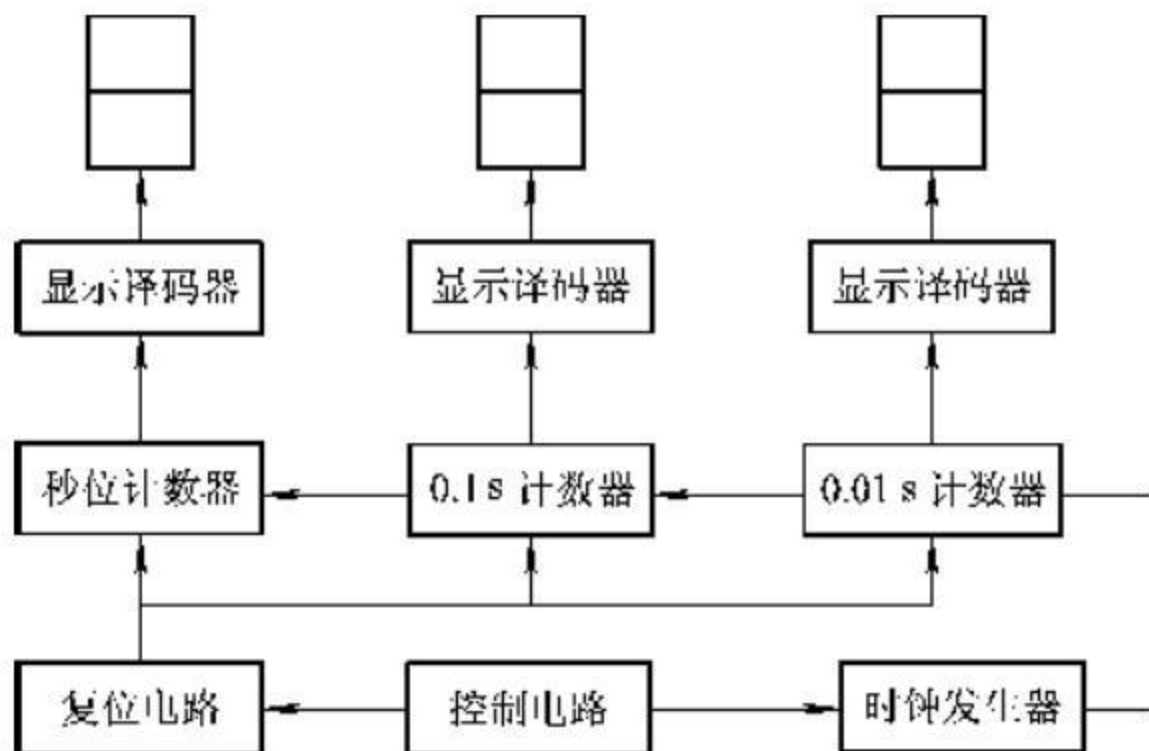 显示译码器
显示译码器
显示译码器
秒位计数器
0.1s 计数器
0.01 s 计数器
复位电路
控制电路
时钟发生器